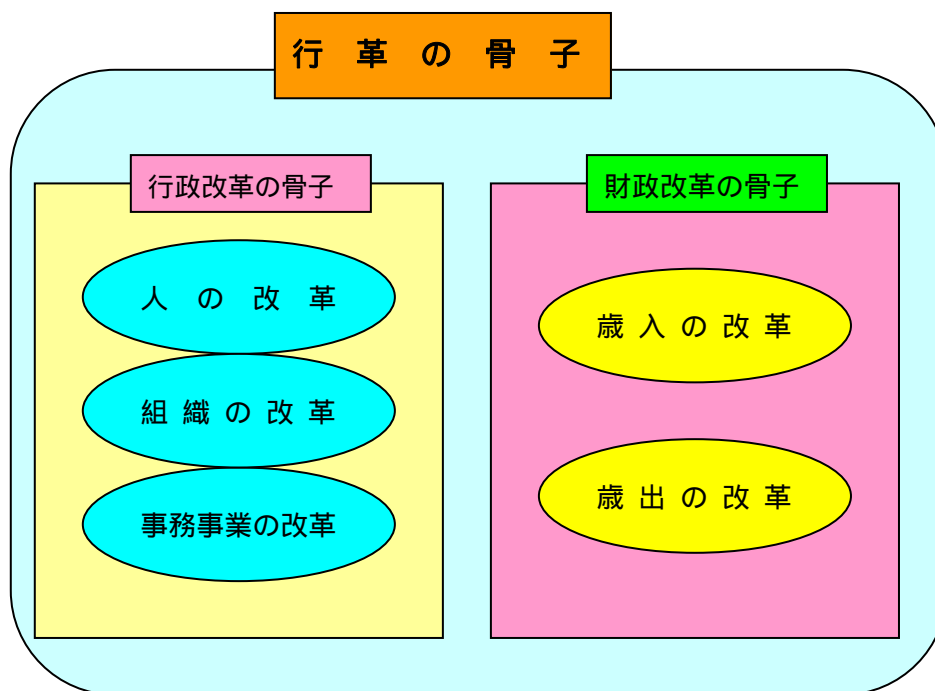 行　革　の　骨　子
行政改革の骨子
人　の　改　革
組 織 の 改 革
事務事業の改革
財政改革の骨子
歳 入 の 改 革
歳 出 の 改 革